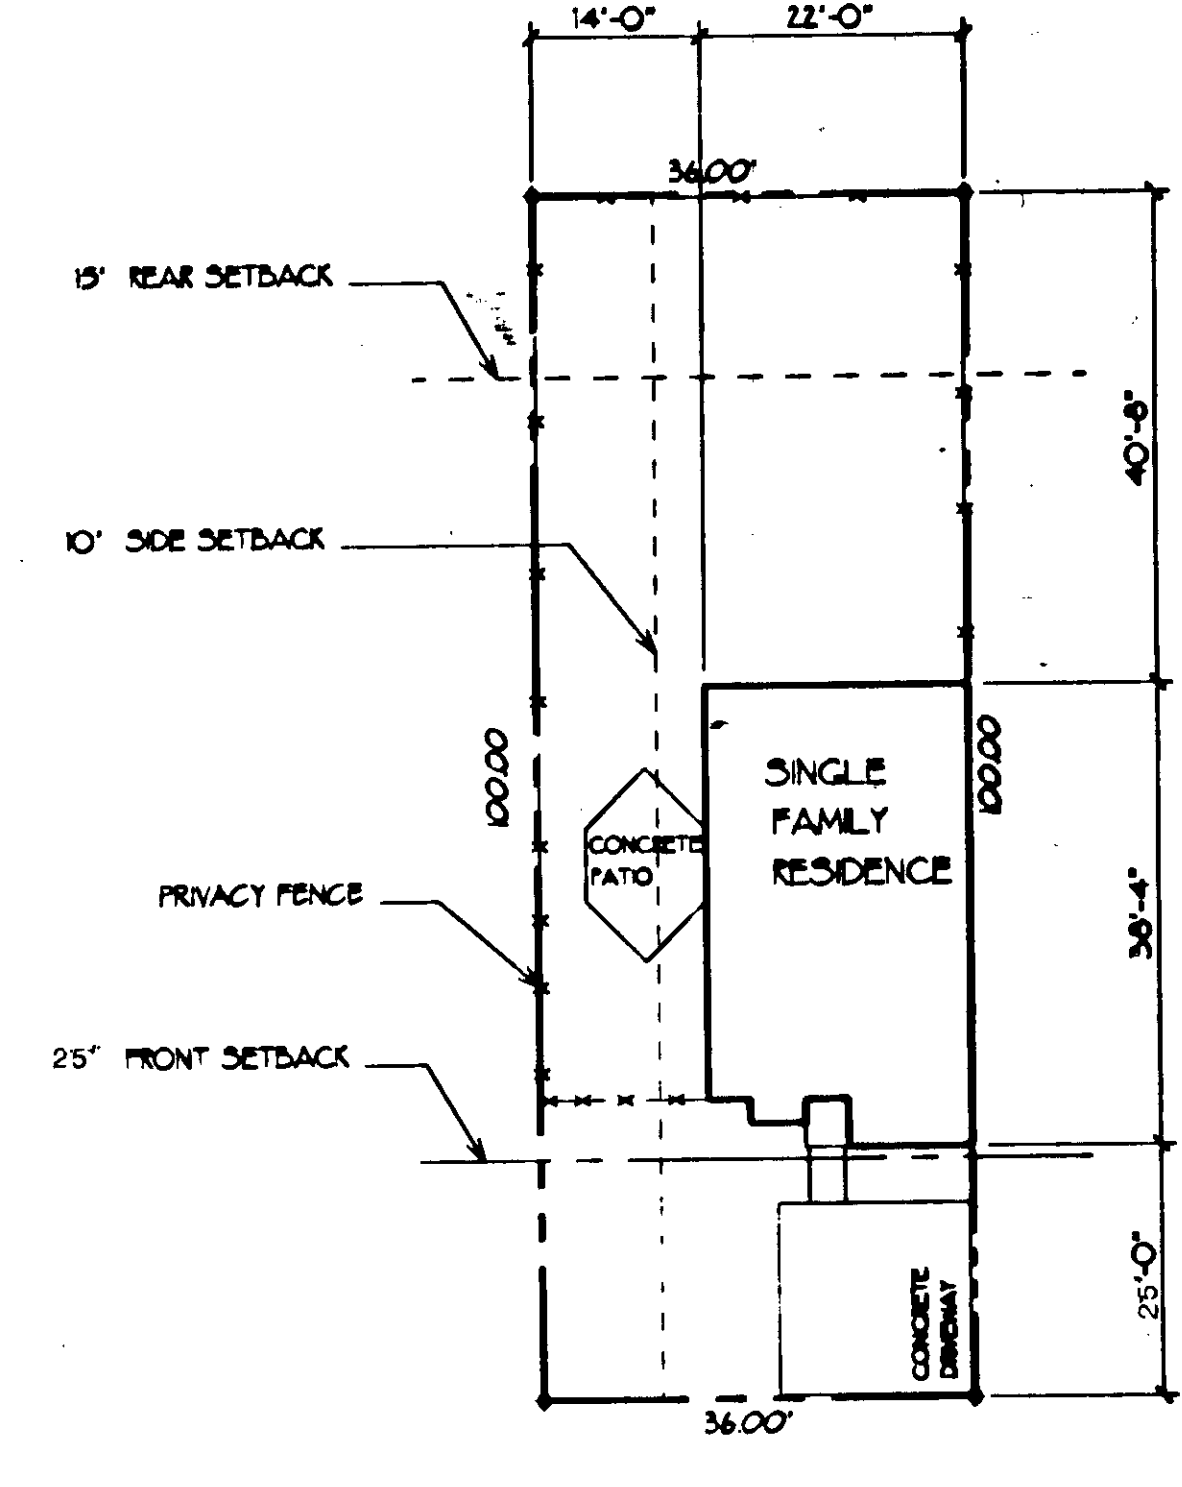 14'-0"
22'-0"
36.00'
15' REAR SETBACK
40'-8"
10' SIDE SETBACK
100.00
100.00
SINGLE
FAMILY
RESIDENCE
CONCRETE
PATIO
PRIVACY FENCE
38'-4"
25' FRONT SETBACK
25'-0"
CONCRETE
DRIVEWAY
36.00'